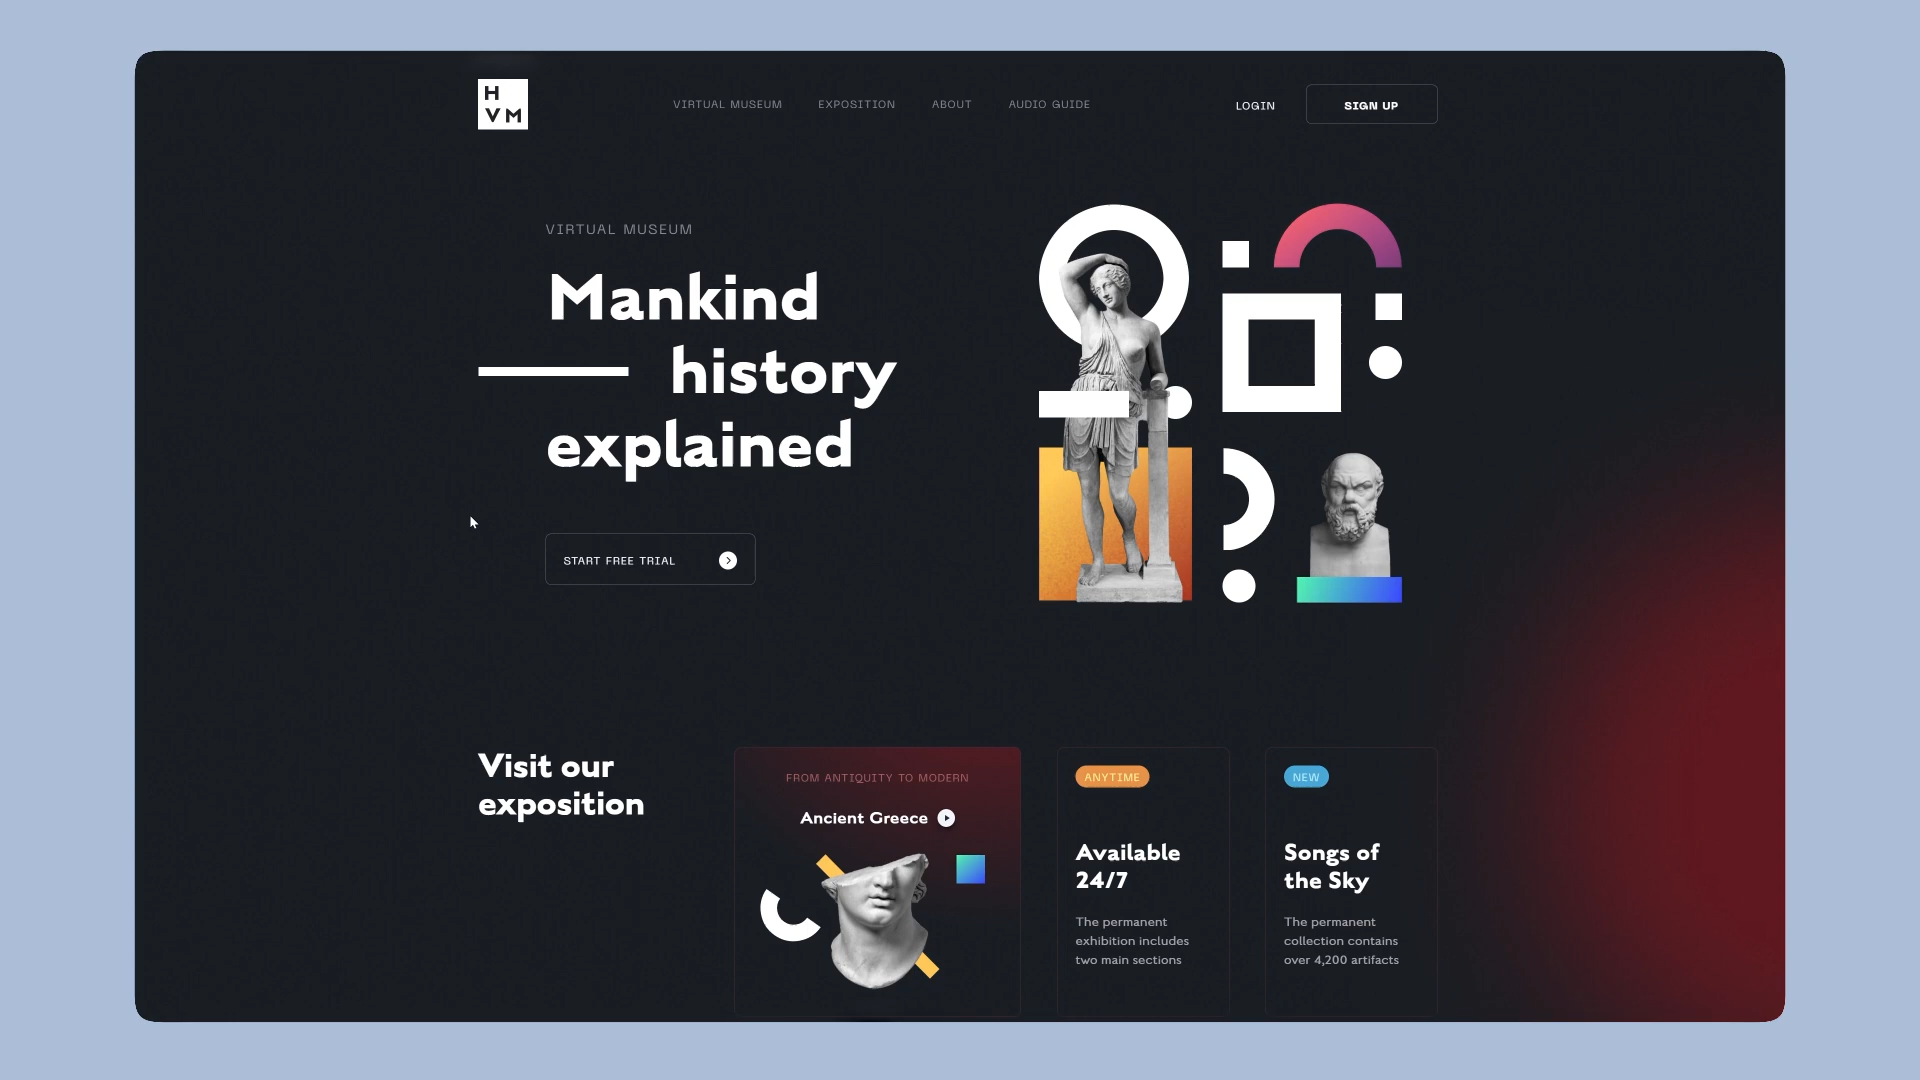 H
VM
VIRTUAL MUSEUM
EXPOSITION
ABOUT
AUDIO GUIDE
LOGIN
SIGN UP
VIRTUAL MUSEUM
Mankind
history
explained
START FREE TRIAL
Visit our
exposition
FROM ANTIQUITY TO MODERN
Ancient Greece
ANYTIME
Available
24/7
The permanent
exhibition includes
two main sections
NEW
Songs of
the Sky
The permanent
collection contains
over 4,200 artifacts